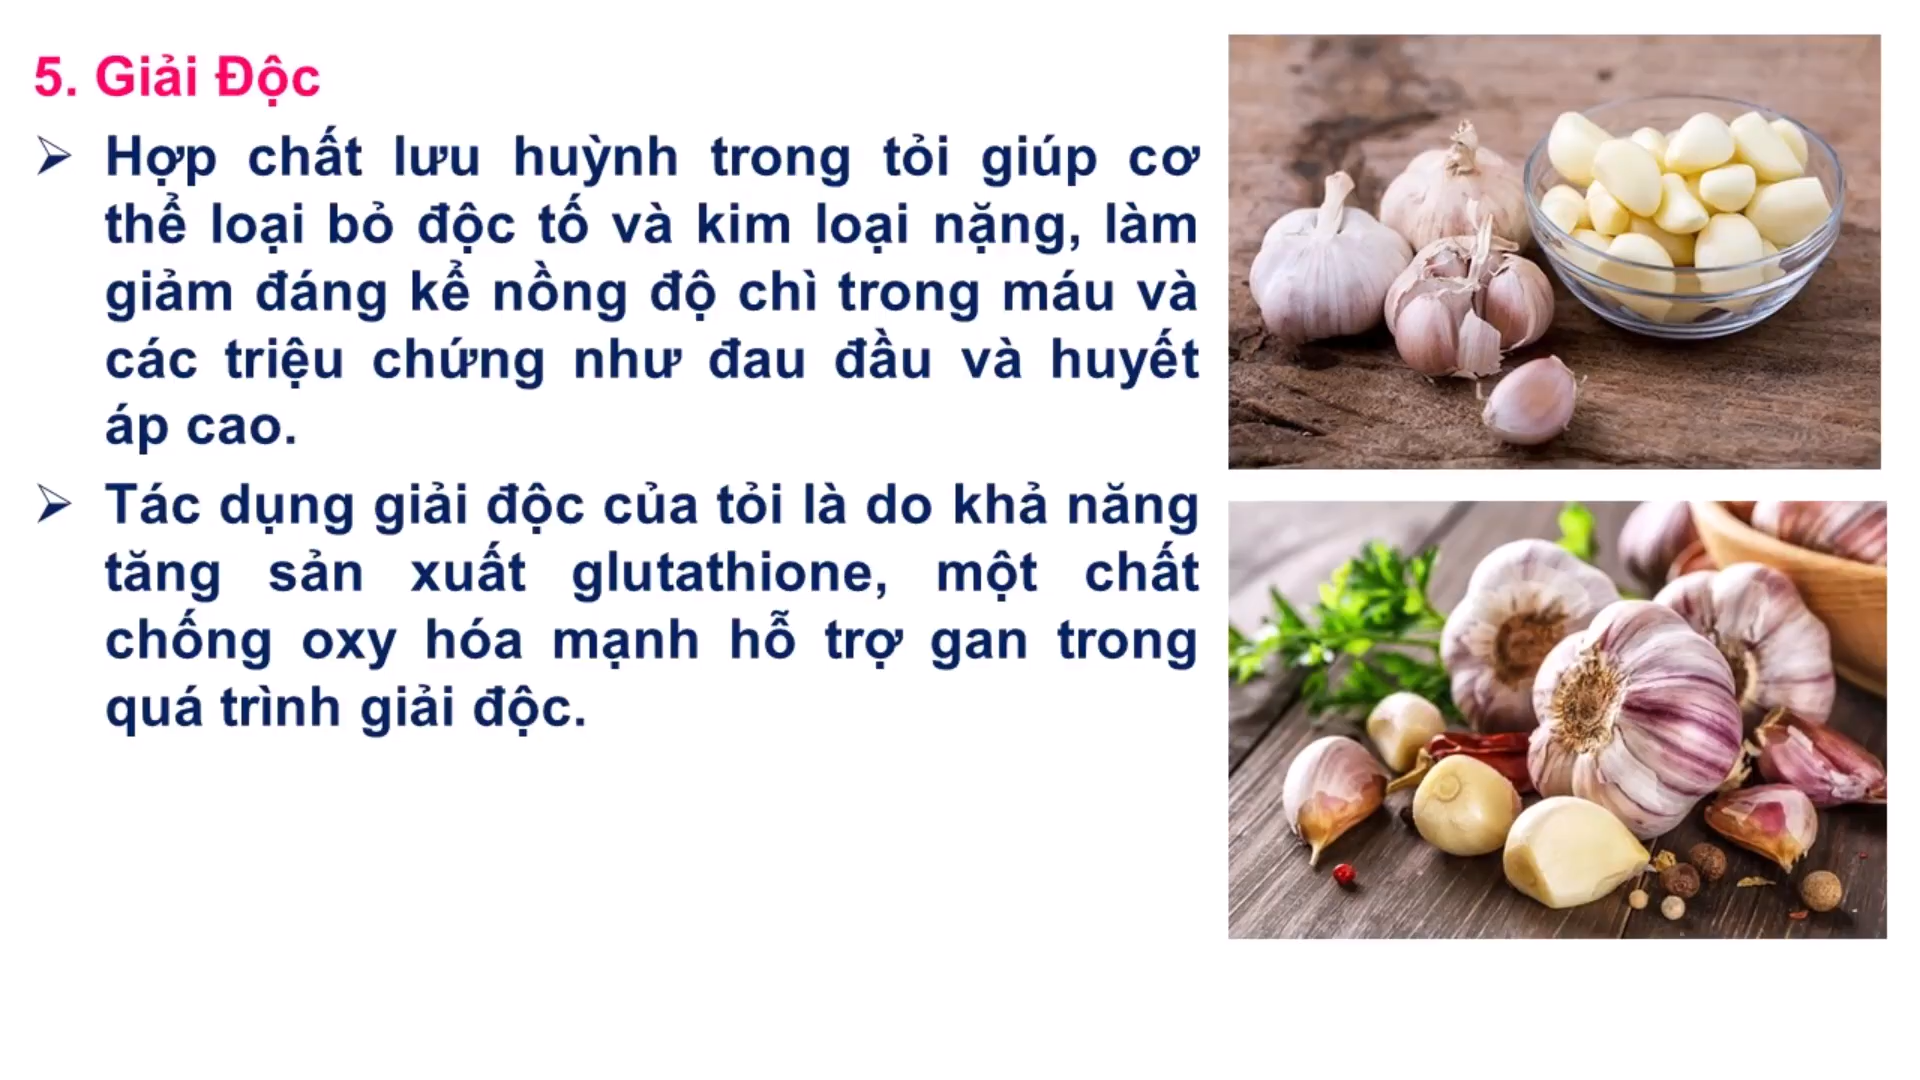 5. Giải Độc
➢ Hợp chất lưu huỳnh trong tỏi giúp cơ
thể loại bỏ độc tố và kim loại nặng, làm
giảm đáng kể nồng độ chì trong máu và
các triệu chứng như đau đầu và huyết
áp cao.
➢ Tác dụng giải độc của tỏi là do khả năng
tăng sản xuất glutathione, một chất
chống oxy hóa mạnh hỗ trợ gan trong
quá trình giải độc.